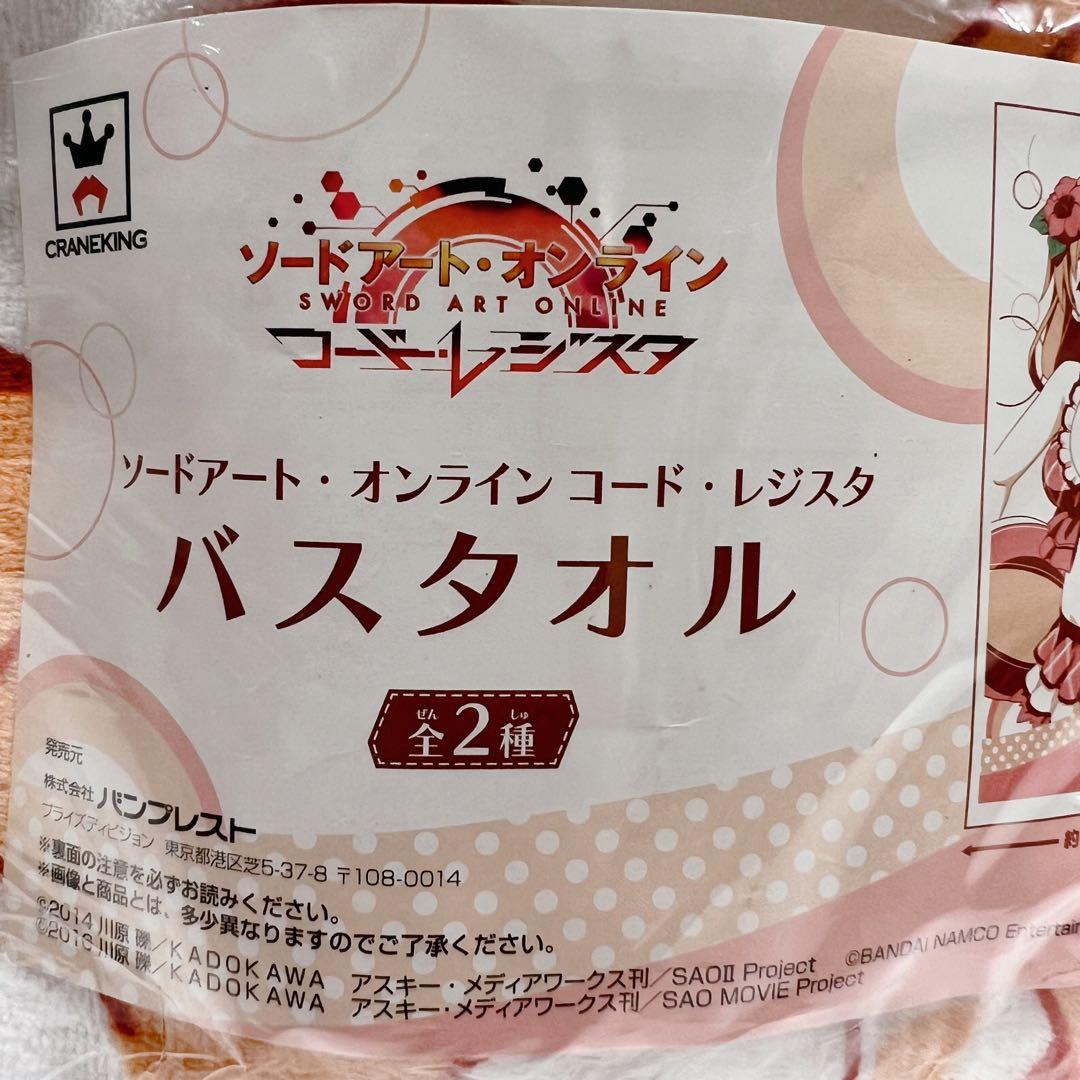 CRANEKING
ソードアート・オンライン
SWORD ART ONLINE
コード・レジスタ
ソードアート・オンライン コード・レジスタ
バスタオル
ぜん しゅ
全2種
発売元
株式会社 バンプレスト
プライズディビジョン 東京都港区芝5-37-8 〒108-0014
※裏面の注意を必ずお読みください。
※画像と商品とは、多少異なりますのでご了承ください。
©2014 川原 礫/KADOKAWA アスキー・メディアワークス刊/SAOⅡ Project ©BANDAI NAMCO Entertain
©2016 川原 礫/KADOKAWA アスキー・メディアワークス刊/SAO MOVIE Project
約